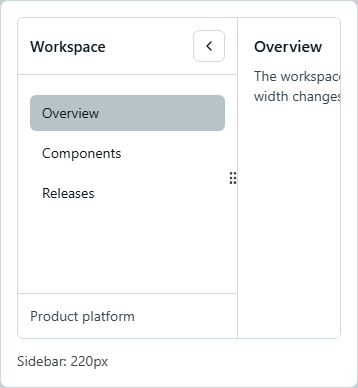 Workspace
Overview
Components
Releases
Product platform
Overview
The workspace
width changes
Sidebar: 220px